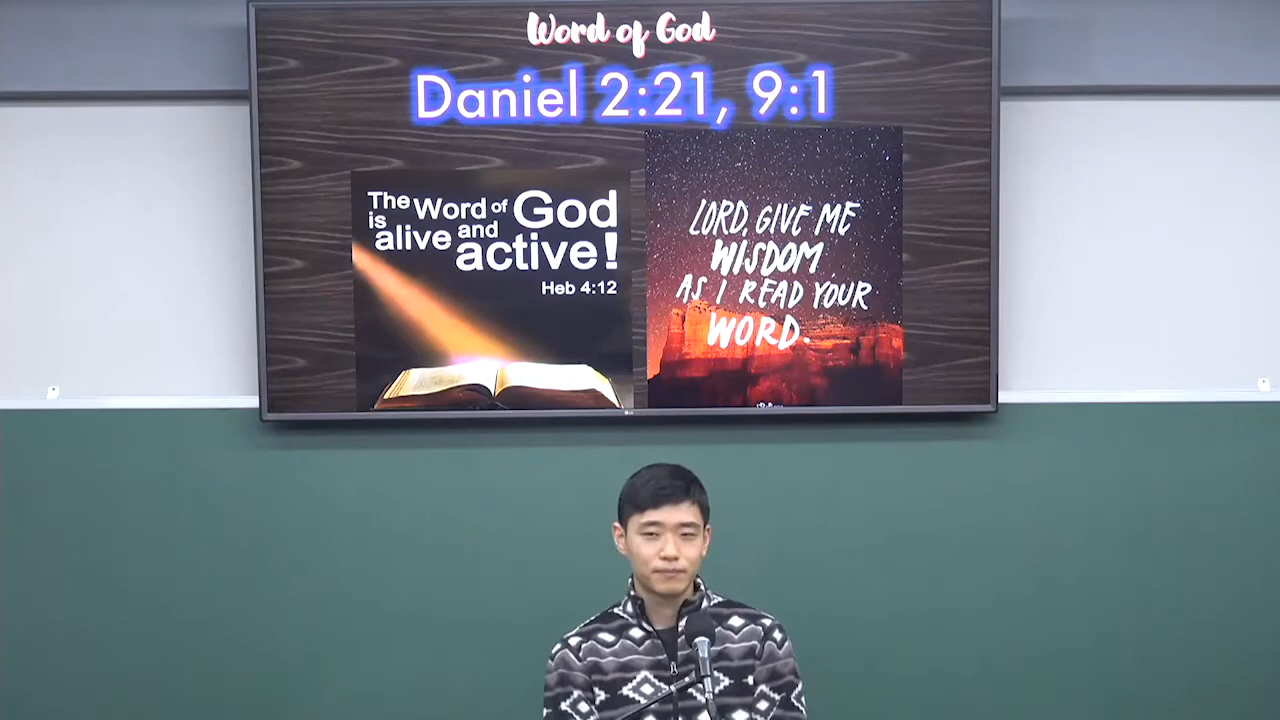 Word of God
Daniel 2:21, 9:1
The Word of God
is alive and active!
Heb 4:12
LORD, GIVE ME
WISDOM
AS I READ YOUR
WORD.
LG